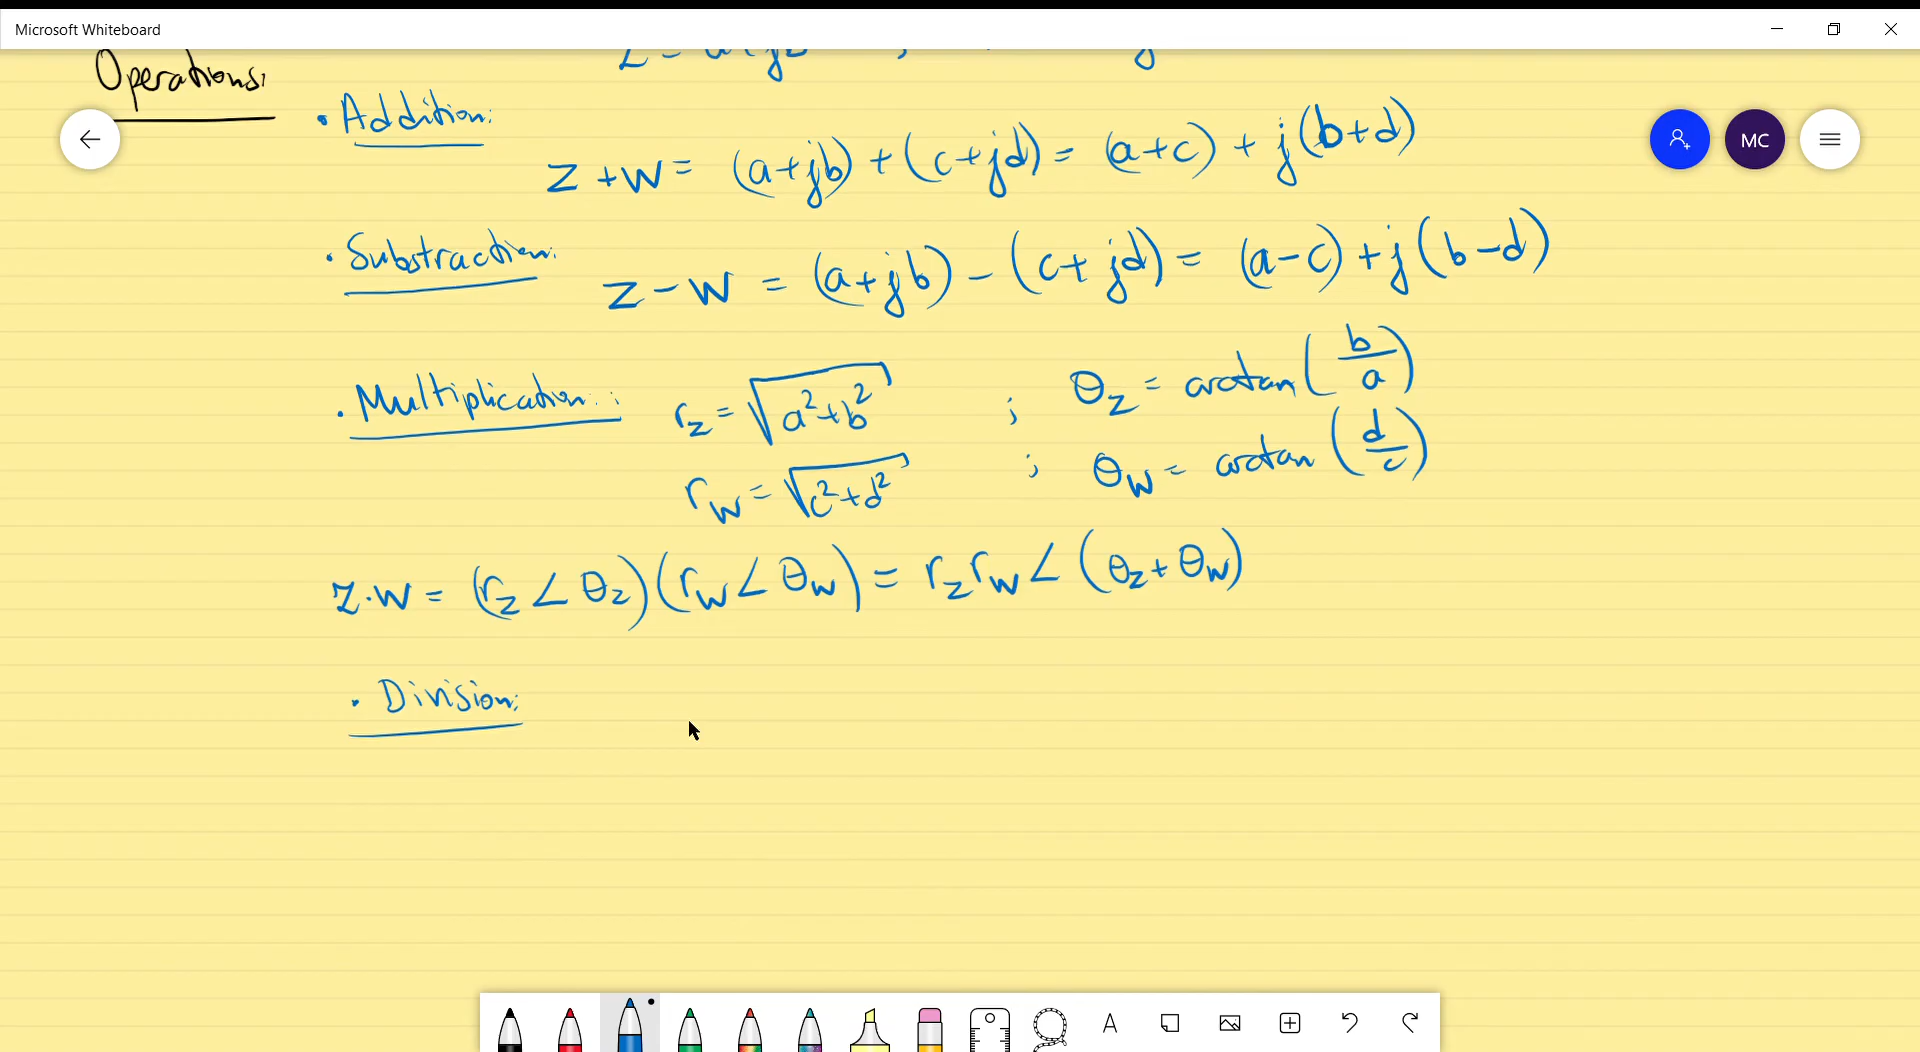 Microsoft Whiteboard
Operations:
• Addition:
z + w = (a+jb) + (c+jd) = (a+c) + j(b+d)
MC
• Substraction:
z - w = (a+jb) - (c+jd) = (a-c) + j(b-d)
• Multiplication: r_z = √(a²+b²) ; θ_z = arctan(b/a)
r_w = √(c²+d²) ; θ_w = arctan(d/c)
z·w = (r_z ∠ θ_z)(r_w ∠ θ_w) = r_z r_w ∠ (θ_z + θ_w)
• Division: